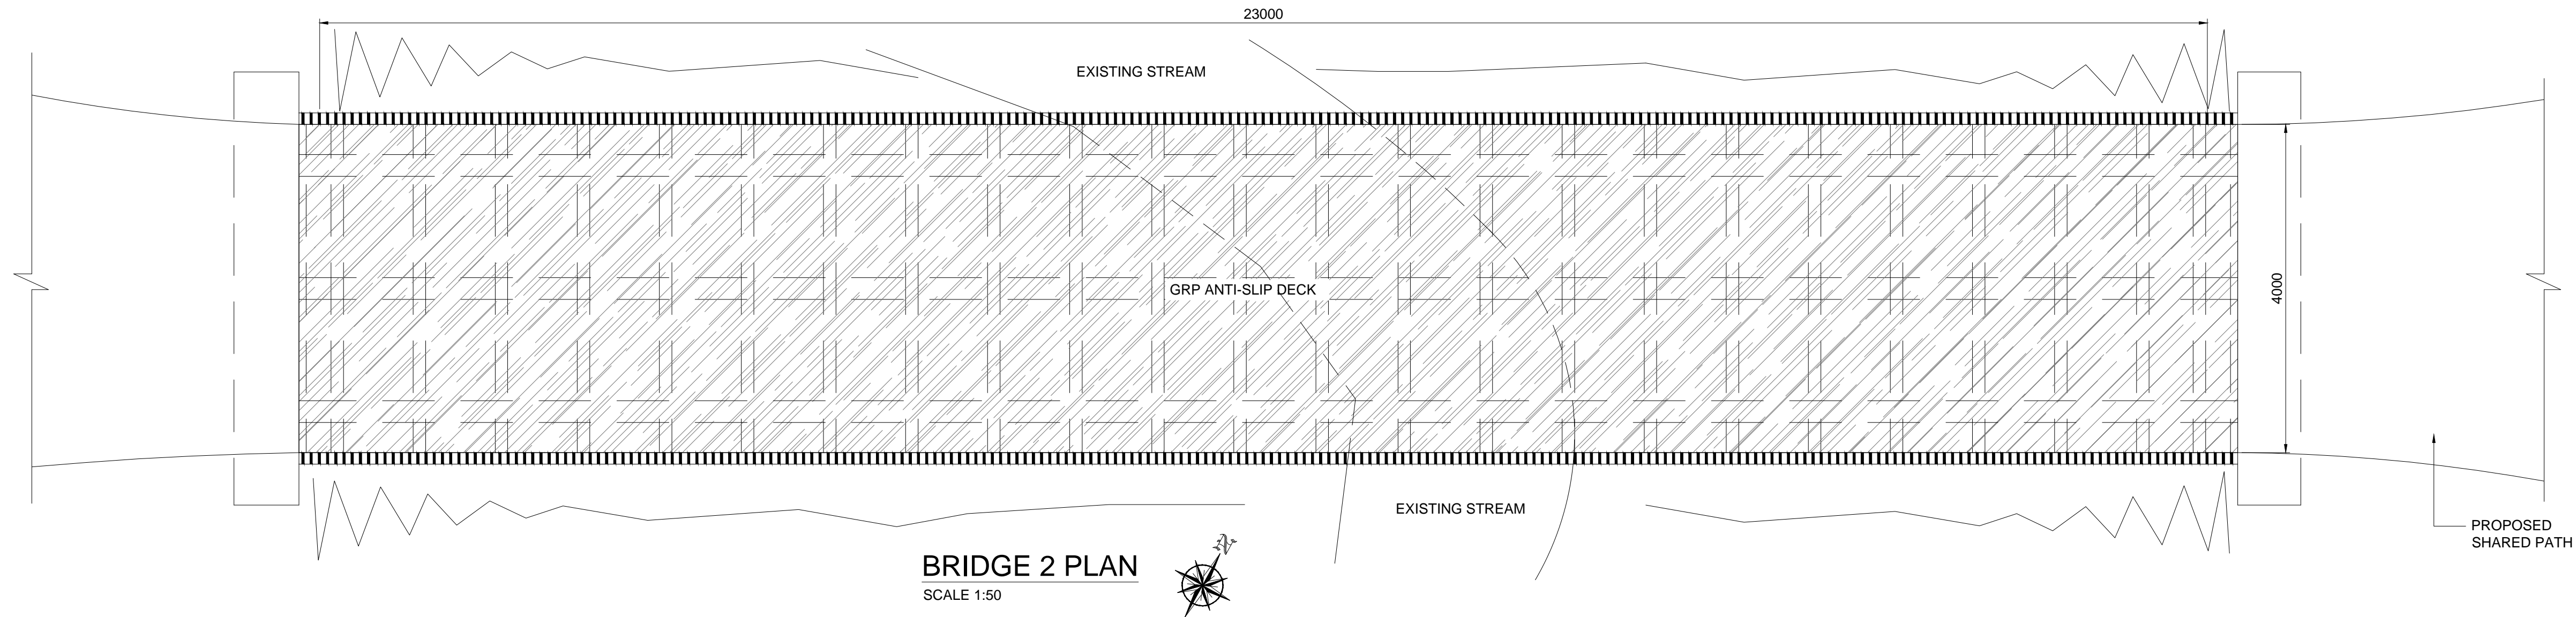 23000
EXISTING STREAM
GRP ANTI-SLIP DECK
4000
EXISTING STREAM
PROPOSED
SHARED PATH
BRIDGE 2 PLAN
SCALE 1:50
N